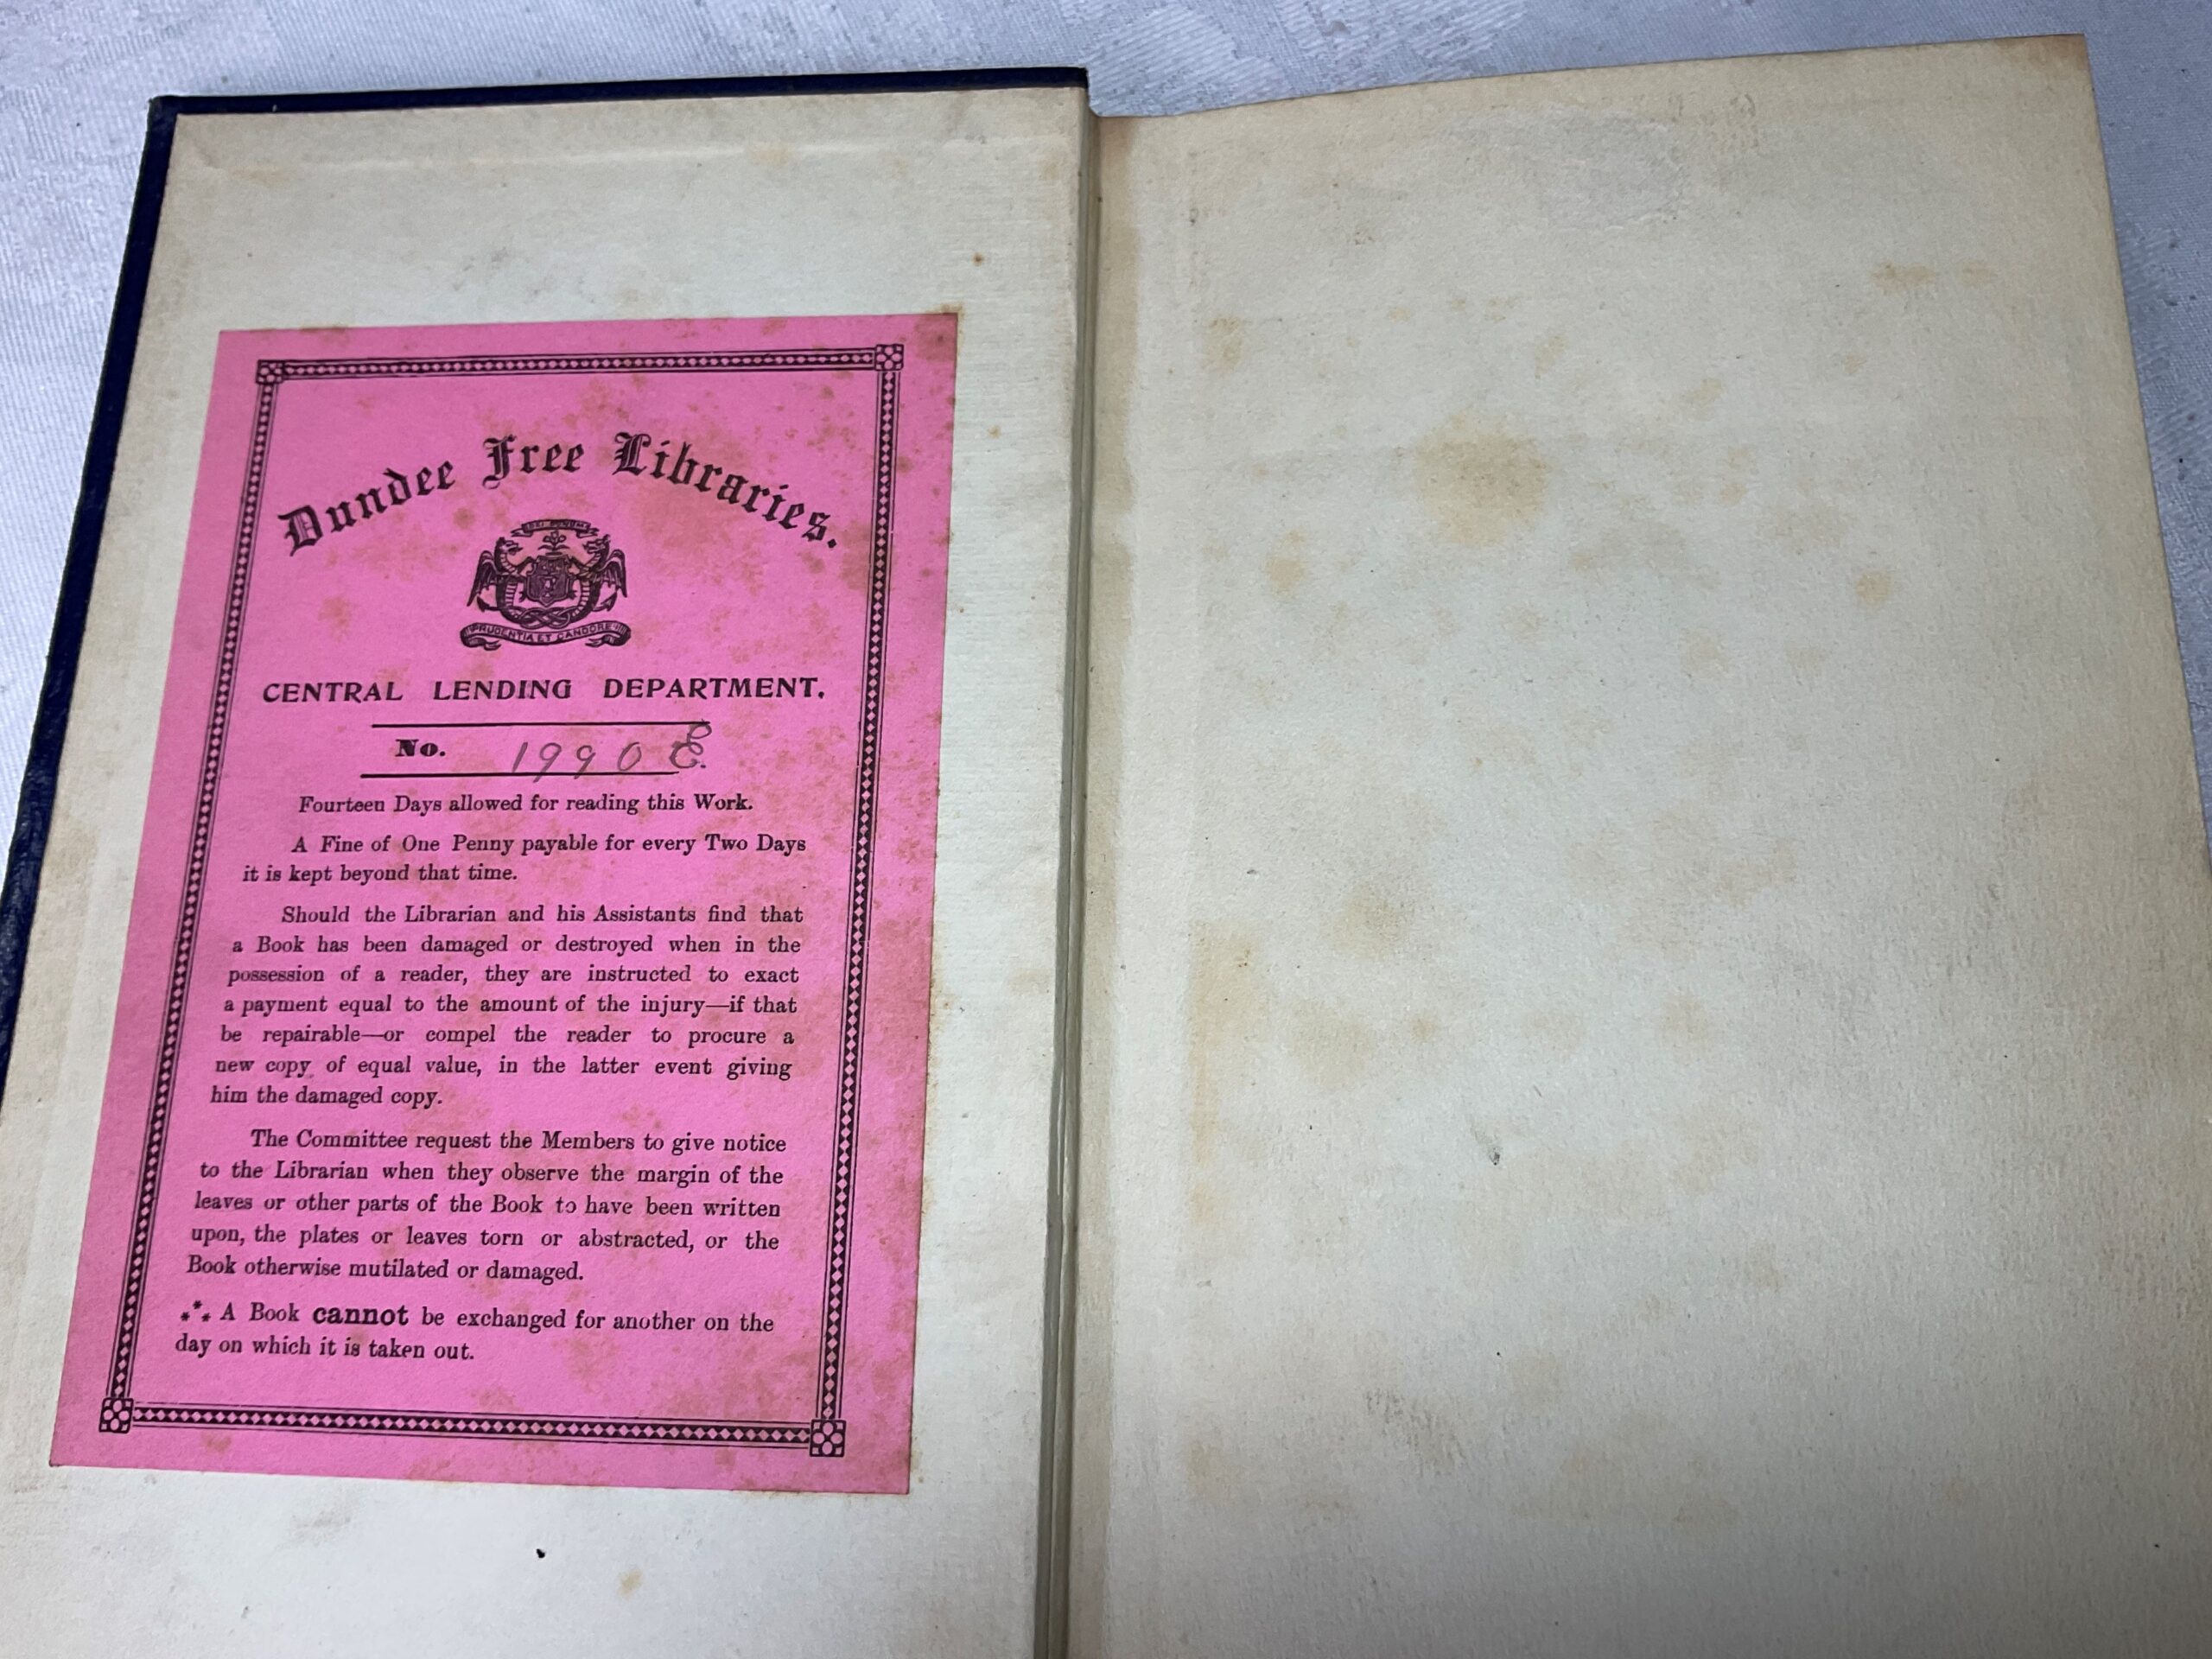 Dundee Free Libraries.
DEI DONUM
PRUDENTIA ET CANDORE
CENTRAL LENDING DEPARTMENT.
No. 1990 E.
Fourteen Days allowed for reading this Work.
A Fine of One Penny payable for every Two Days
it is kept beyond that time.
Should the Librarian and his Assistants find that
a Book has been damaged or destroyed when in the
possession of a reader, they are instructed to exact
a payment equal to the amount of the injury—if that
be repairable—or compel the reader to procure a
new copy of equal value, in the latter event giving
him the damaged copy.
The Committee request the Members to give notice
to the Librarian when they observe the margin of the
leaves or other parts of the Book to have been written
upon, the plates or leaves torn or abstracted, or the
Book otherwise mutilated or damaged.
*** A Book cannot be exchanged for another on the
day on which it is taken out.